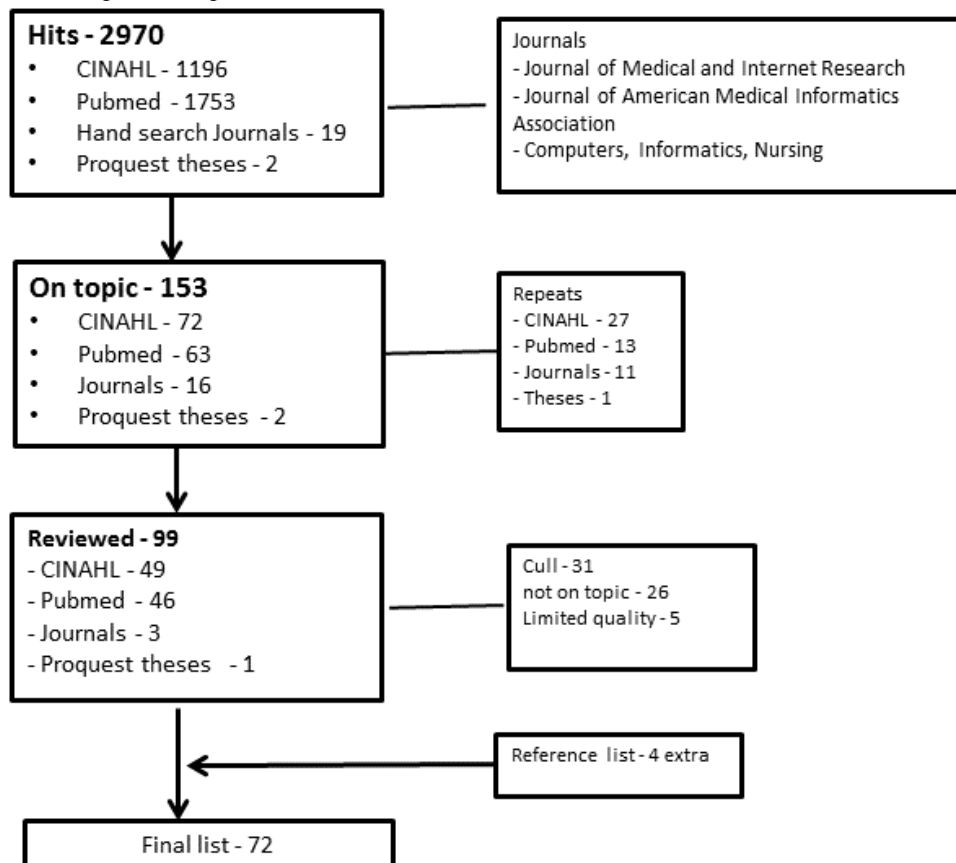 Hits - 2970
• CINAHL - 1196
• Pubmed - 1753
• Hand search Journals - 19
• Proquest theses - 2
Journals
- Journal of Medical and Internet Research
- Journal of American Medical Informatics
Association
- Computers, Informatics, Nursing
On topic - 153
• CINAHL - 72
• Pubmed - 63
• Journals - 16
• Proquest theses - 2
Repeats
- CINAHL - 27
- Pubmed - 13
- Journals - 11
- Theses - 1
Reviewed - 99
- CINAHL - 49
- Pubmed - 46
- Journals - 3
- Proquest theses - 1
Cull - 31
not on topic - 26
Limited quality - 5
Reference list - 4 extra
Final list - 72